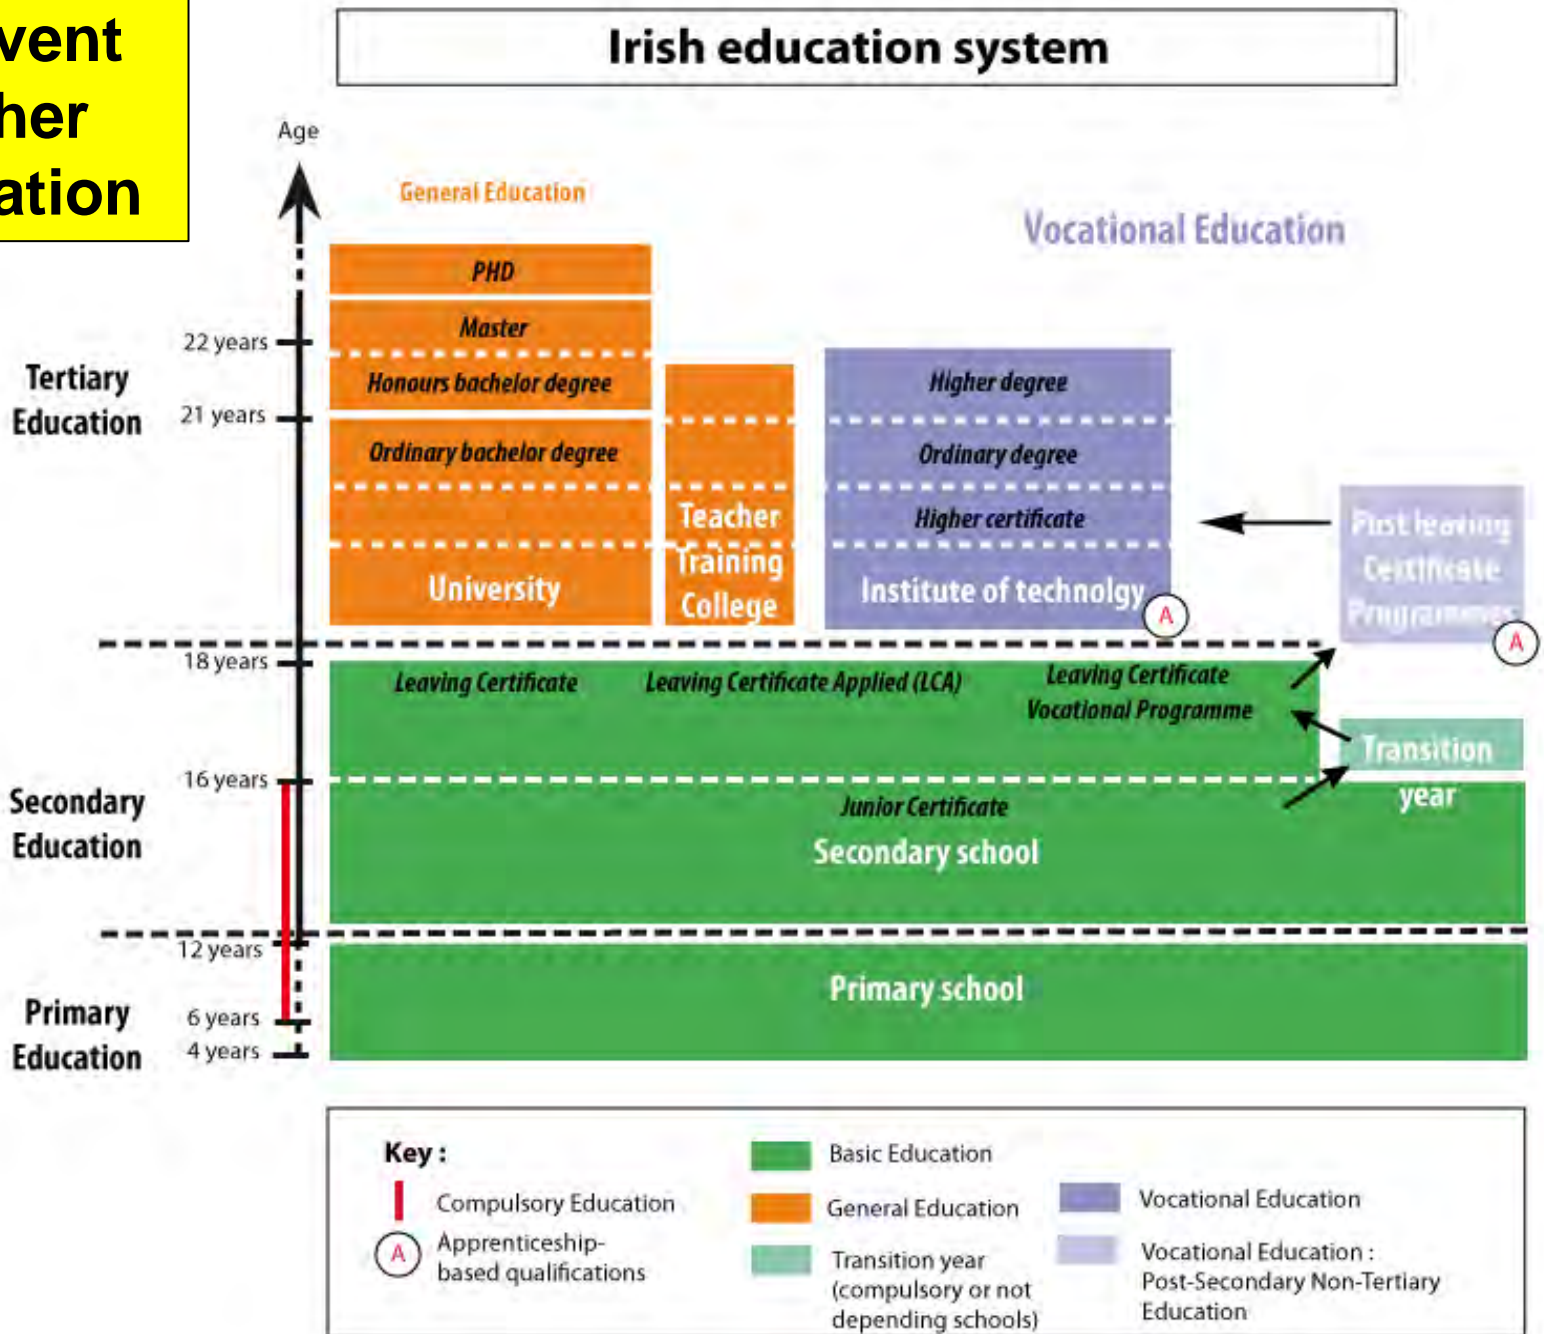 vent
her
ation
Irish education system
Age
General Education
Vocational Education
PHD
Master
22 years
Honours bachelor degree
Higher degree
Tertiary
Education
21 years
Ordinary bachelor degree
Ordinary degree
Teacher
Training
College
Higher certificate
Post leaving
Certificate
Programmes
University
Institute of technolgy
A
A
18 years
Leaving Certificate
Leaving Certificate Applied (LCA)
Leaving Certificate
Vocational Programme
Transition
year
16 years
Junior Certificate
Secondary
Education
Secondary school
12 years
Primary school
Primary
Education
6 years
4 years
Key :
Compulsory Education
A
Apprenticeship-
based qualifications
Basic Education
General Education
Transition year
(compulsory or not
depending schools)
Vocational Education
Vocational Education :
Post-Secondary Non-Tertiary
Education